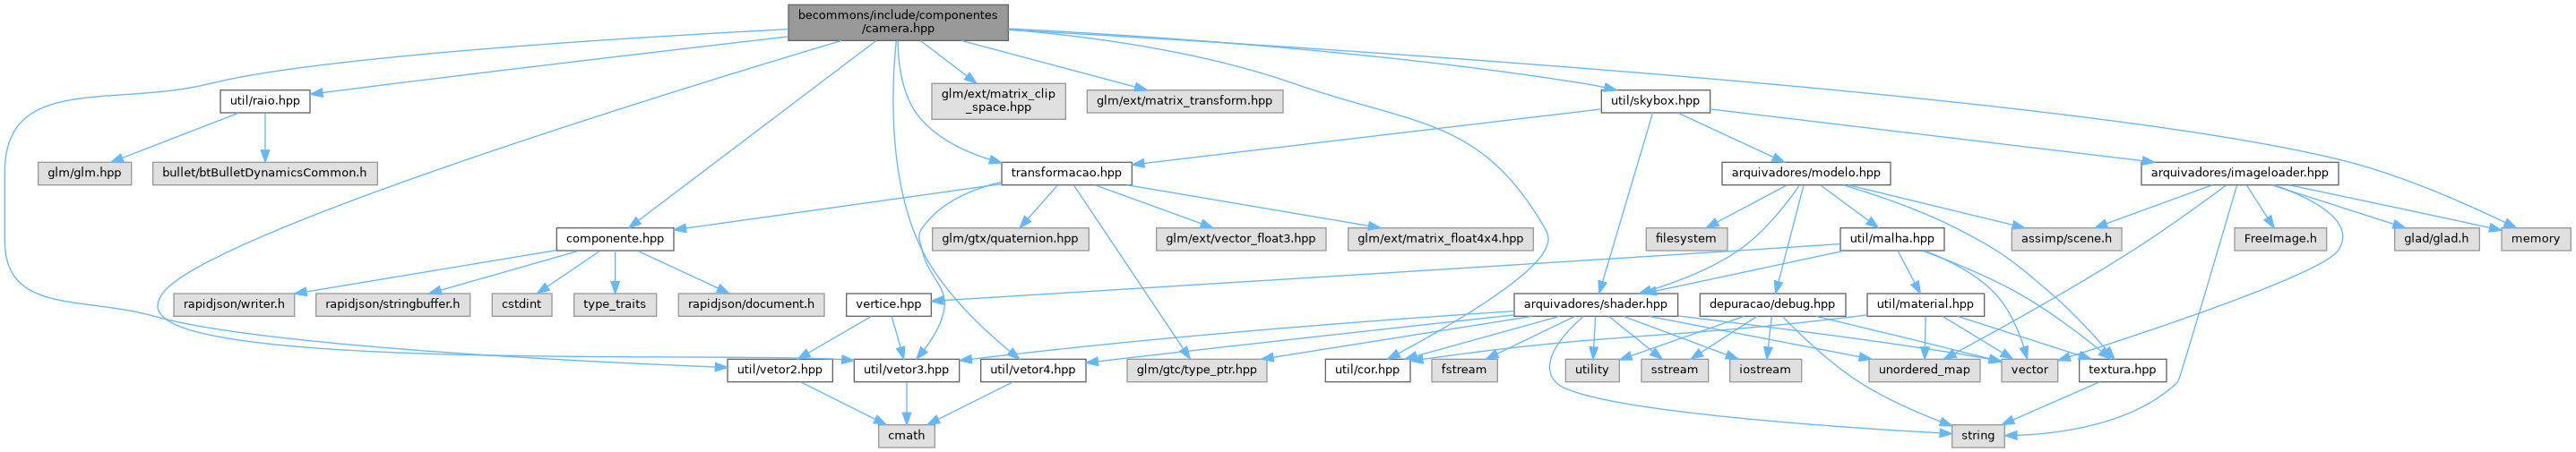 becommons/include/componentes
/camera.hpp
util/raio.hpp
glm/ext/matrix_clip
_space.hpp
glm/ext/matrix_transform.hpp
util/skybox.hpp
glm/glm.hpp
bullet/btBulletDynamicsCommon.h
transformacao.hpp
arquivadores/modelo.hpp
arquivadores/imageloader.hpp
componente.hpp
glm/gtx/quaternion.hpp
glm/ext/vector_float3.hpp
glm/ext/matrix_float4x4.hpp
filesystem
util/malha.hpp
assimp/scene.h
FreeImage.h
glad/glad.h
memory
rapidjson/writer.h
rapidjson/stringbuffer.h
cstdint
type_traits
rapidjson/document.h
vertice.hpp
arquivadores/shader.hpp
depuracao/debug.hpp
util/material.hpp
util/vetor2.hpp
util/vetor3.hpp
util/vetor4.hpp
glm/gtc/type_ptr.hpp
util/cor.hpp
fstream
utility
sstream
iostream
unordered_map
vector
textura.hpp
cmath
string